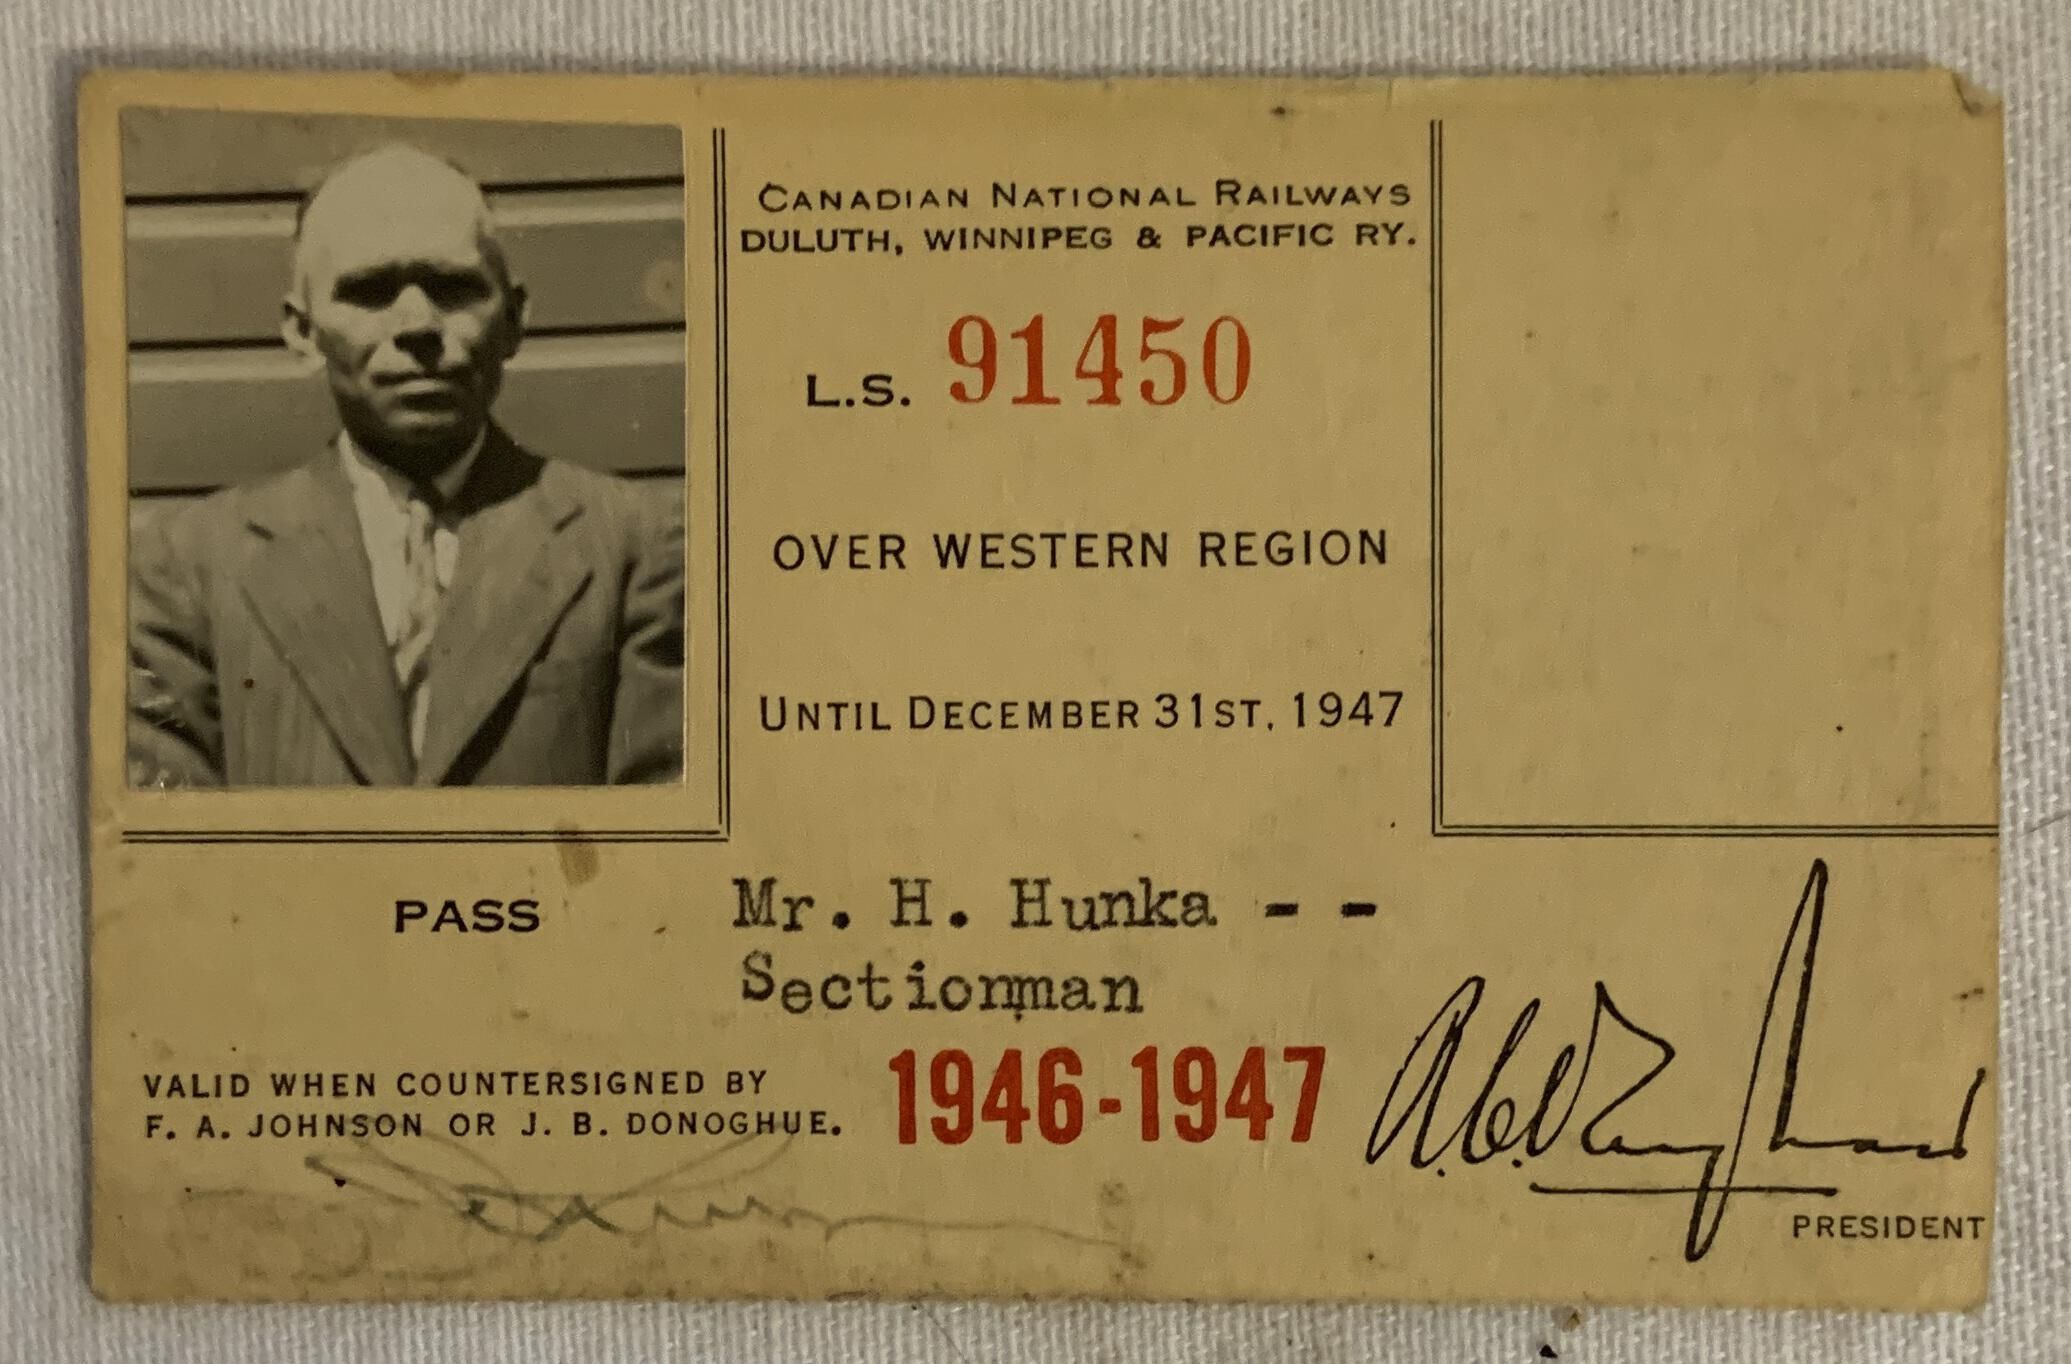 CANADIAN NATIONAL RAILWAYS
DULUTH, WINNIPEG & PACIFIC RY.
L.S. 91450
OVER WESTERN REGION
UNTIL DECEMBER 31ST, 1947
PASS Mr. H. Hunka - -
Sectionman
VALID WHEN COUNTERSIGNED BY
F. A. JOHNSON OR J. B. DONOGHUE.
1946-1947
PRESIDENT